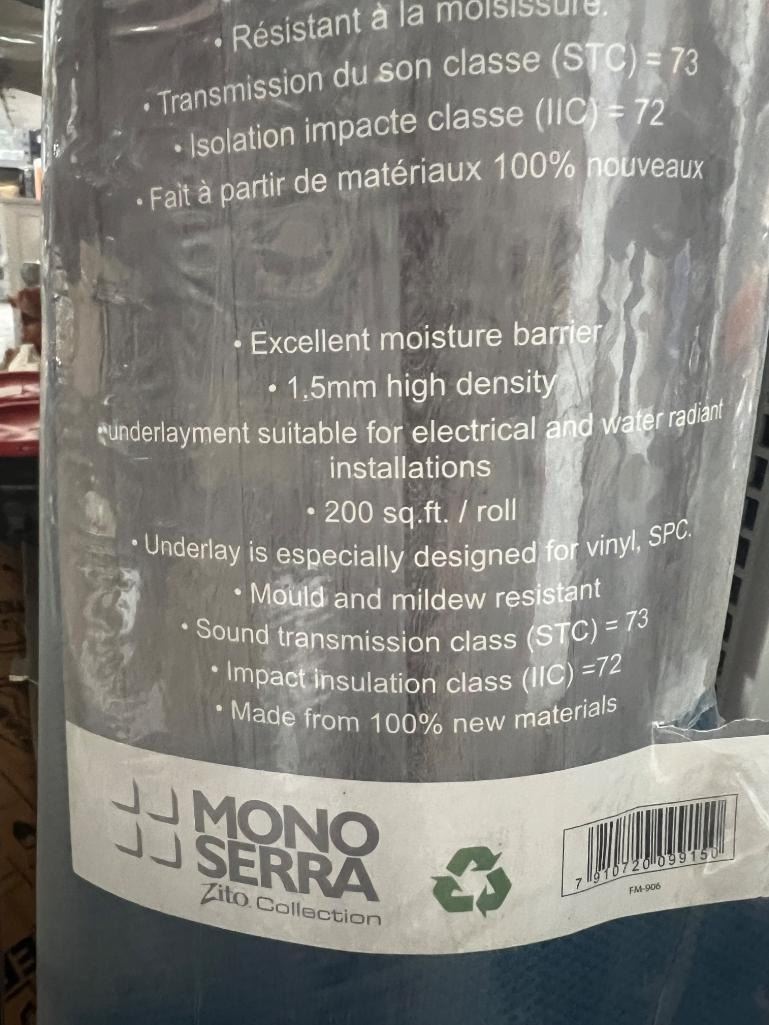 • Résistant à la moisissure.
• Transmission du son classe (STC) = 73
• Isolation impacte classe (IIC) = 72
• Fait à partir de matériaux 100% nouveaux
• Excellent moisture barrier
• 1.5mm high density
•underlayment suitable for electrical and water radiant
installations
• 200 sq.ft. / roll
• Underlay is especially designed for vinyl, SPC.
• Mould and mildew resistant
• Sound transmission class (STC) = 73
• Impact insulation class (IIC) =72
• Made from 100% new materials
MONO
SERRA
Zito Collection
7 910720 099150
FM-906